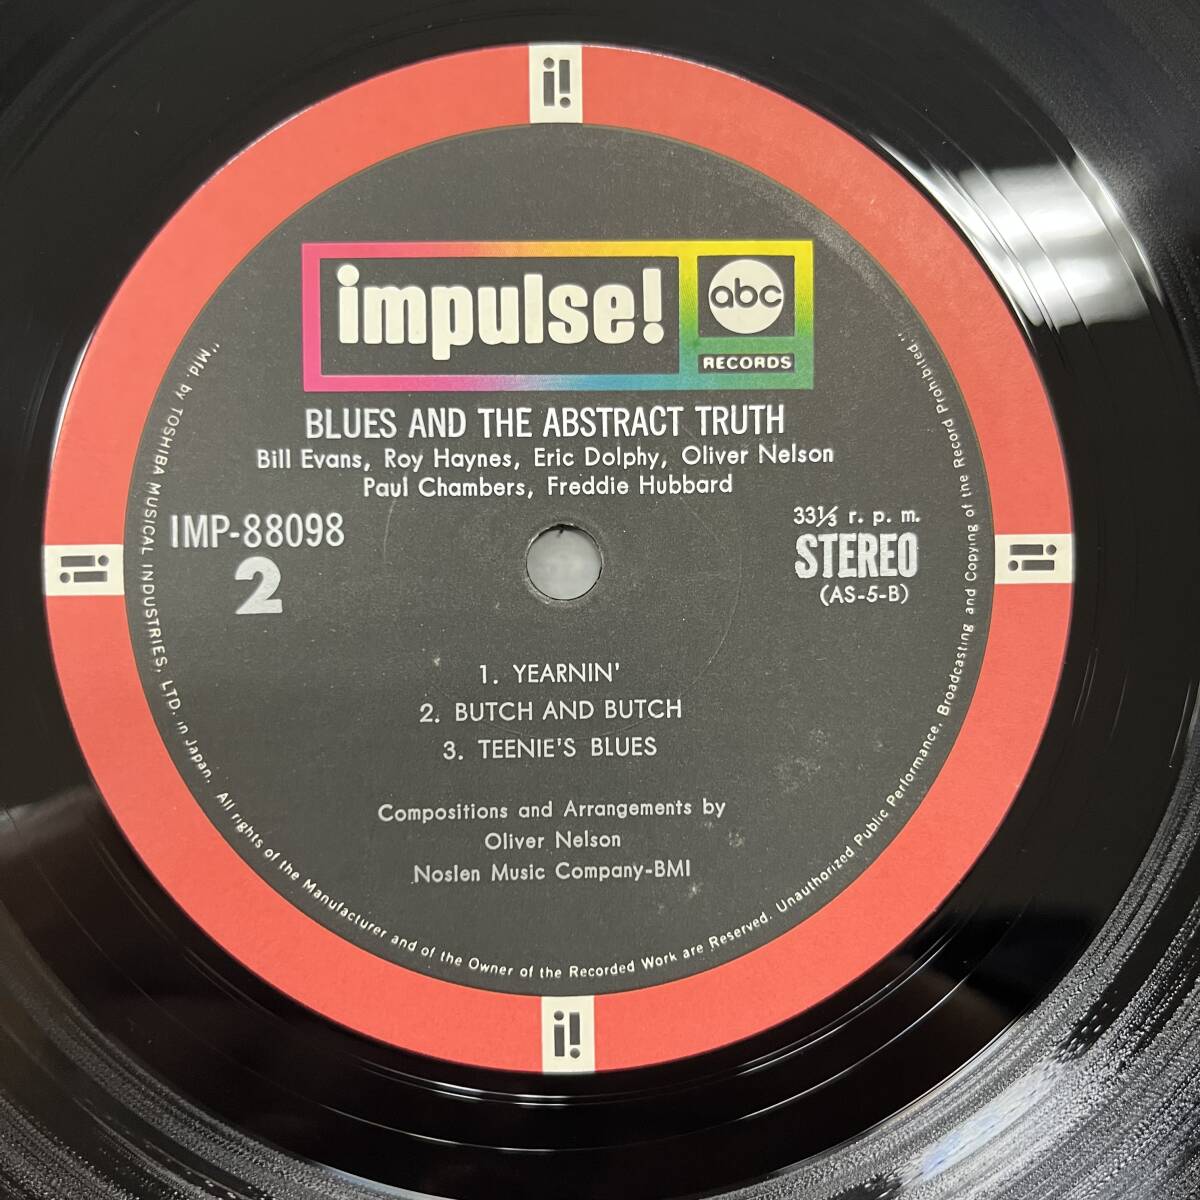 i!
impulse!
abc
RECORDS
BLUES AND THE ABSTRACT TRUTH
Bill Evans, Roy Haynes, Eric Dolphy, Oliver Nelson
Paul Chambers, Freddie Hubbard
IMP-88098
2
33⅓ r. p. m.
STEREO
(AS-5-B)
i!
i!
1. YEARNIN'
2. BUTCH AND BUTCH
3. TEENIE'S BLUES
Compositions and Arrangements by
Oliver Nelson
Noslen Music Company-BMI
"Mfd. by TOSHIBA MUSICAL INDUSTRIES, LTD. in Japan. All rights of the Manufacturer and of the Owner of the Recorded Work are Reserved. Unauthorized Public Performance, Broadcasting and Copying of the Record Prohibited."
i!